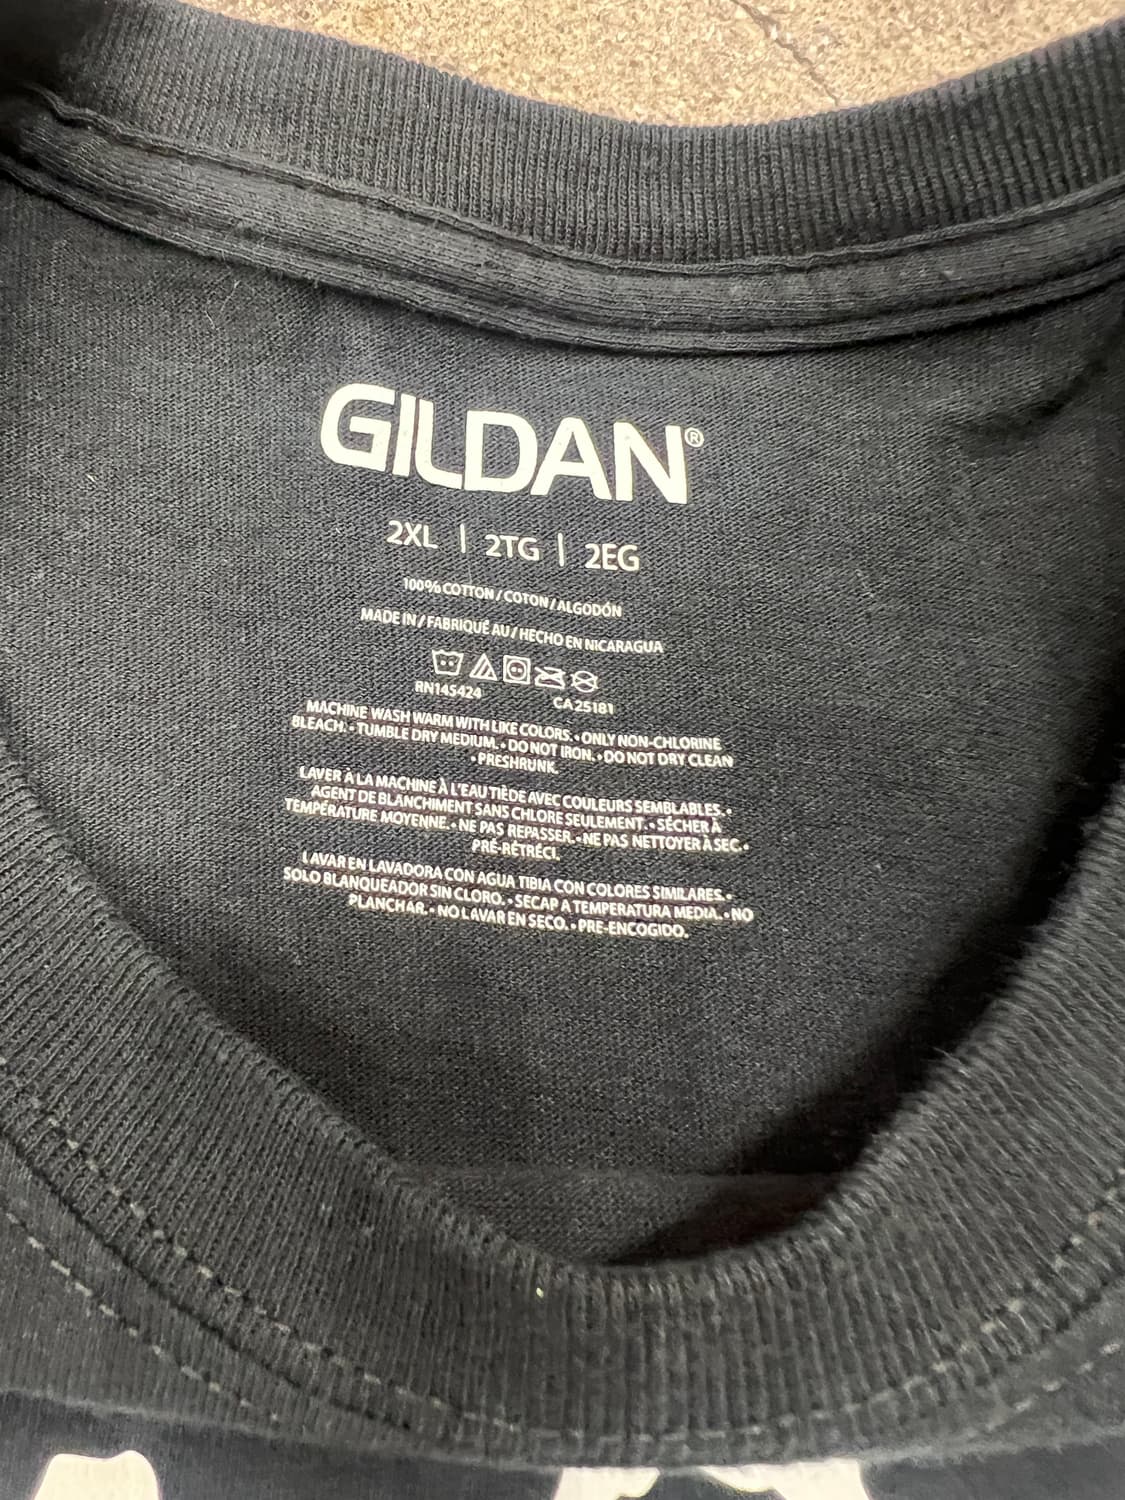 GILDAN®
2XL | 2TG | 2EG
100% COTTON / COTON / ALGODÓN
MADE IN / FABRIQUÉ AU / HECHO EN NICARAGUA
RN145424 CA25181
MACHINE WASH WARM WITH LIKE COLORS. • ONLY NON-CHLORINE
BLEACH. • TUMBLE DRY MEDIUM. • DO NOT IRON. • DO NOT DRY CLEAN
• PRESHRUNK.
LAVER À LA MACHINE À L'EAU TIÈDE AVEC COULEURS SEMBLABLES. •
AGENT DE BLANCHIMENT SANS CHLORE SEULEMENT. • SÉCHER À
TEMPÉRATURE MOYENNE. • NE PAS REPASSER. • NE PAS NETTOYER À SEC. •
PRÉ-RÉTRÉCI.
LAVAR EN LAVADORA CON AGUA TIBIA CON COLORES SIMILARES. •
SOLO BLANQUEADOR SIN CLORO. • SECAP A TEMPERATURA MEDIA. • NO
PLANCHAR. • NO LAVAR EN SECO. • PRE-ENCOGIDO.